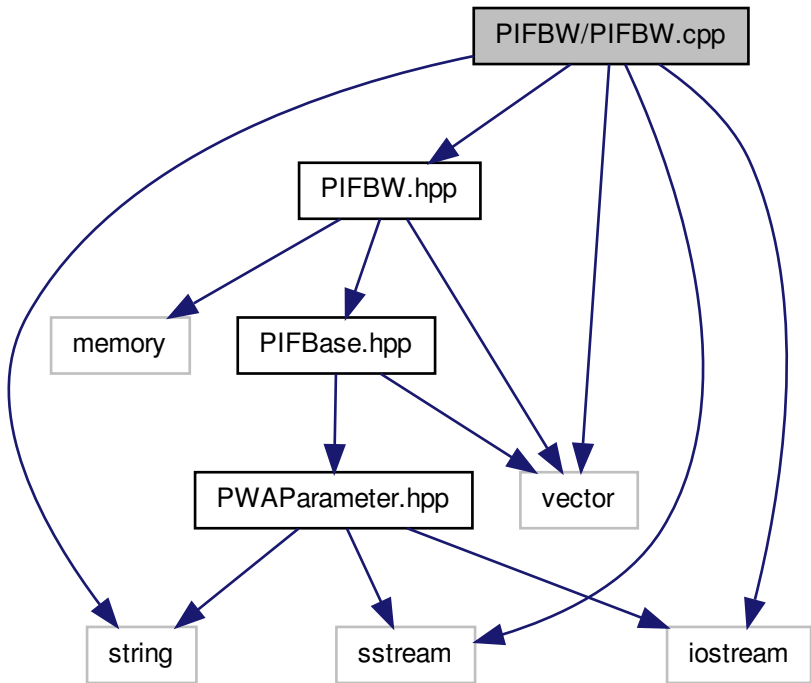 PIFBW/PIFBW.cpp
PIFBW.hpp
memory
PIFBase.hpp
PWAParameter.hpp
vector
string
sstream
iostream